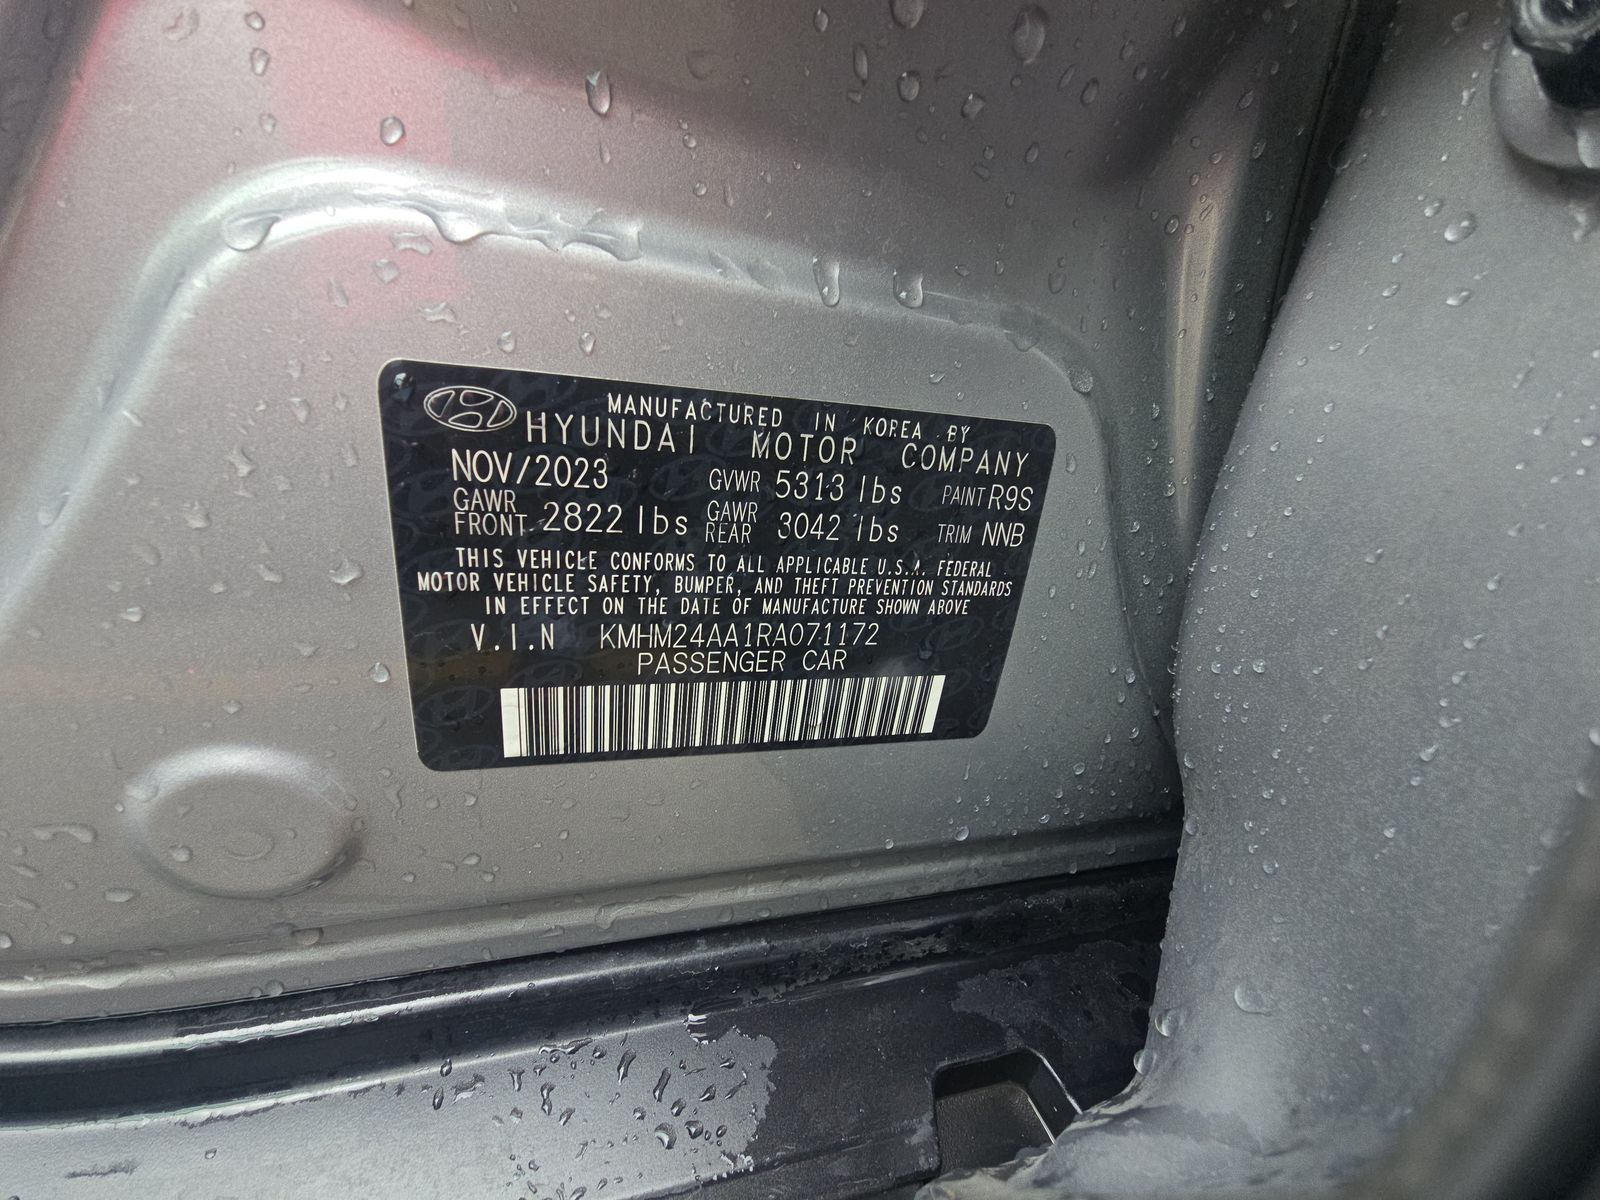 MANUFACTURED IN KOREA BY
HYUNDAI MOTOR COMPANY
NOV/2023 GVWR 5313 lbs PAINT R9S
GAWR FRONT 2822 lbs GAWR REAR 3042 lbs TRIM NNB
THIS VEHICLE CONFORMS TO ALL APPLICABLE U.S.A. FEDERAL
MOTOR VEHICLE SAFETY, BUMPER, AND THEFT PREVENTION STANDARDS
IN EFFECT ON THE DATE OF MANUFACTURE SHOWN ABOVE
V.I.N KMHM24AA1RA071172
PASSENGER CAR